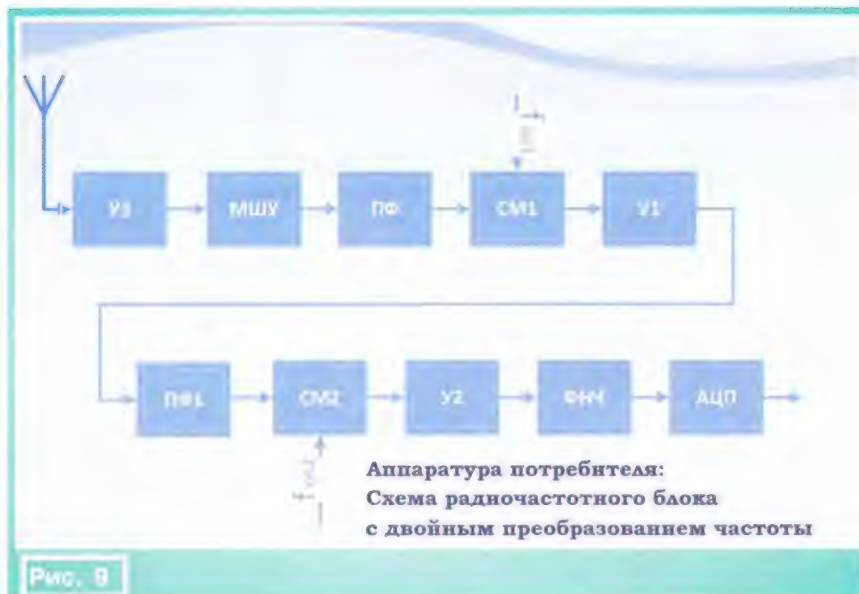 УЗ
МШУ
ПФ
СМ1
У1
ПФ1
СМ2
У2
ФНЧ
АЦП
Аппаратура потребителя:
Схема радиочастотного блока
с двойным преобразованием частоты
Рис. 9